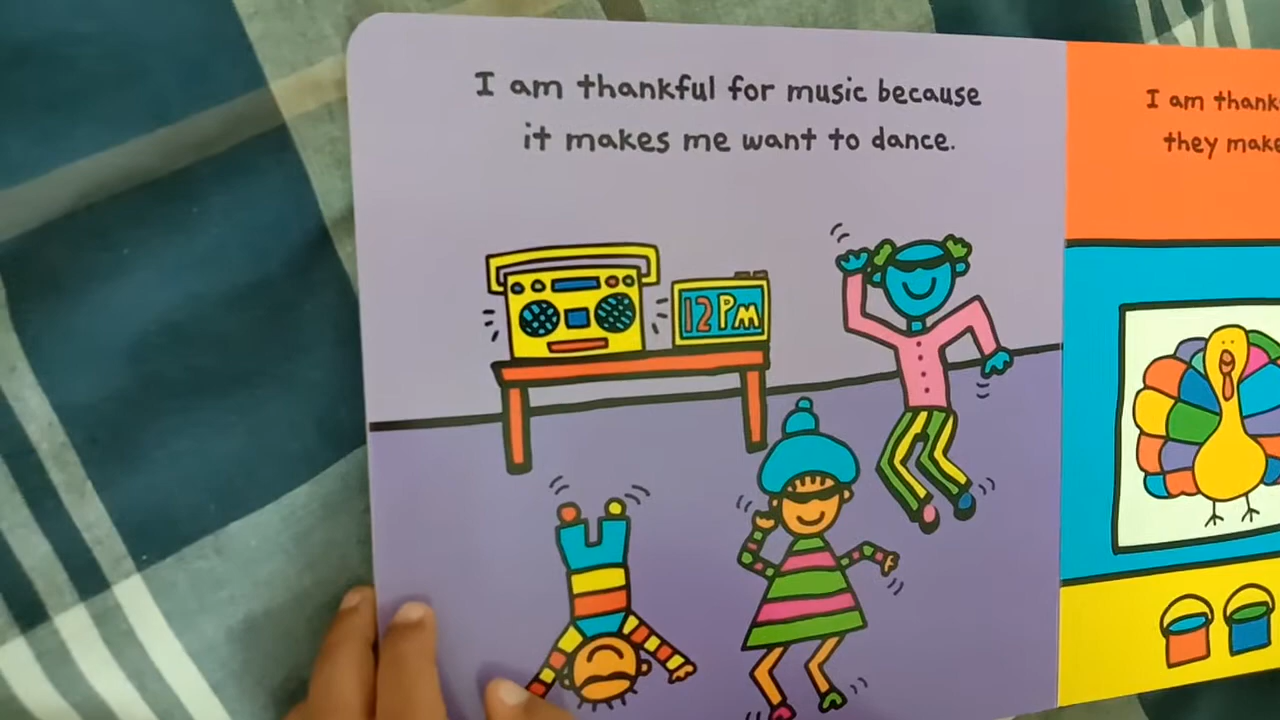 I am thankful for music because
it makes me want to dance.
12 PM
I am thank
they make